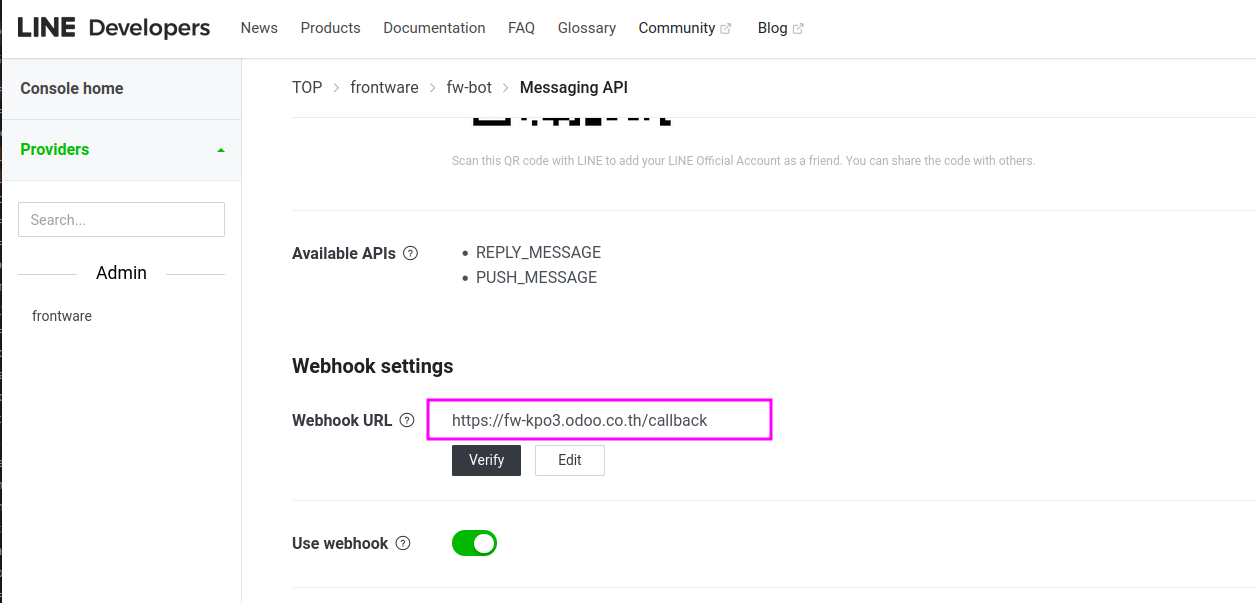 LINE Developers News Products Documentation FAQ Glossary Community Blog
Console home
Providers
Search...
Admin
frontware
TOP > frontware > fw-bot > Messaging API
Scan this QR code with LINE to add your LINE Official Account as a friend. You can share the code with others.
Available APIs ?
• REPLY_MESSAGE
• PUSH_MESSAGE
Webhook settings
Webhook URL ? https://fw-kpo3.odoo.co.th/callback
Verify Edit
Use webhook ?